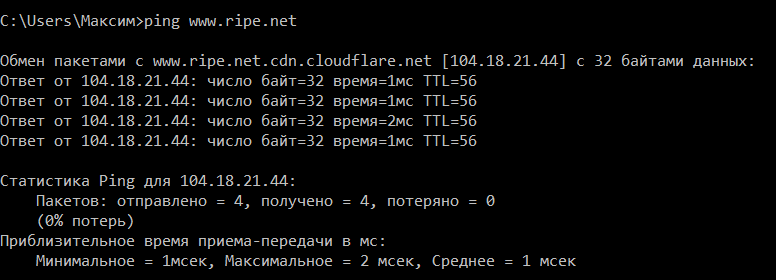 C:\Users\Максим>ping www.ripe.net
Обмен пакетами с www.ripe.net.cdn.cloudflare.net [104.18.21.44] с 32 байтами данных:
Ответ от 104.18.21.44: число байт=32 время=1мс TTL=56
Ответ от 104.18.21.44: число байт=32 время=1мс TTL=56
Ответ от 104.18.21.44: число байт=32 время=2мс TTL=56
Ответ от 104.18.21.44: число байт=32 время=1мс TTL=56
Статистика Ping для 104.18.21.44:
Пакетов: отправлено = 4, получено = 4, потеряно = 0
(0% потерь)
Приблизительное время приема-передачи в мс:
Минимальное = 1мсек, Максимальное = 2 мсек, Среднее = 1 мсек